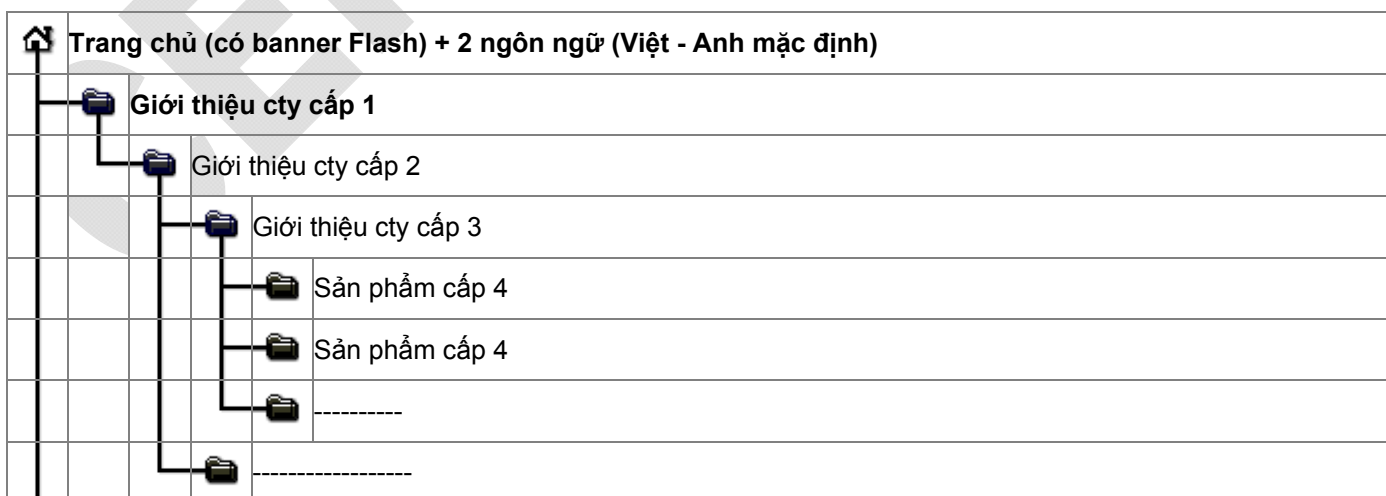 Trang chủ (có banner Flash) + 2 ngôn ngữ (Việt - Anh mặc định)
Giới thiệu cty cấp 1
Giới thiệu cty cấp 2
Giới thiệu cty cấp 3
Sản phẩm cấp 4
Sản phẩm cấp 4
----------
------------------